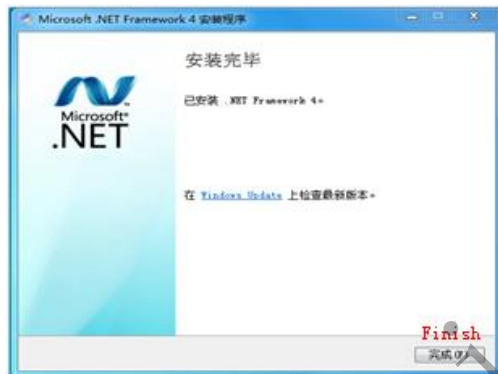 Microsoft .NET Framework 4 安装程序
安装完毕
已安装 .NET Framework 4。
Microsoft®
.NET
在 Windows Update 上检查最新版本。
Finish
完成